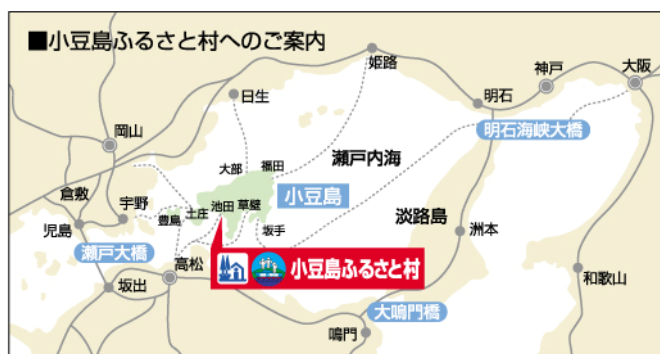 ■小豆島ふるさと村へのご案内
姫路
神戸
大阪
日生
明石
岡山
明石海峡大橋
大部
福田
瀬戸内海
倉敷
宇野
豊島
土庄
池田
草壁
小豆島
児島
坂手
淡路島
洲本
瀬戸大橋
高松
小豆島ふるさと村
坂出
和歌山
大鳴門橋
鳴門